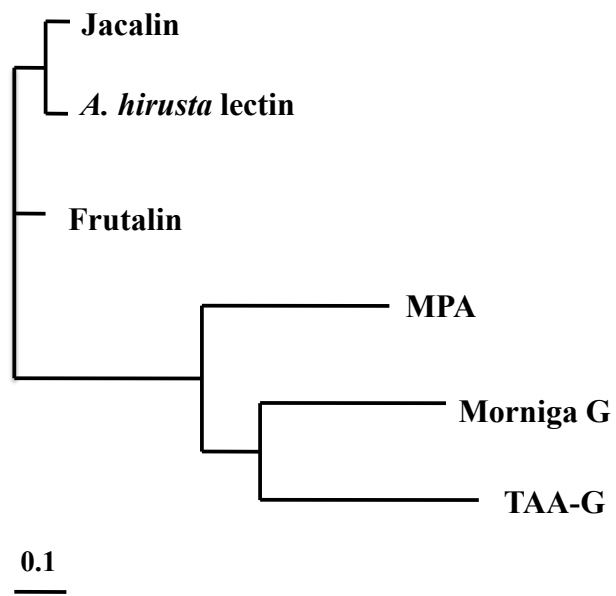 Jacalin
A. hirusta lectin
Frutalin
MPA
Morniga G
TAA-G
0.1